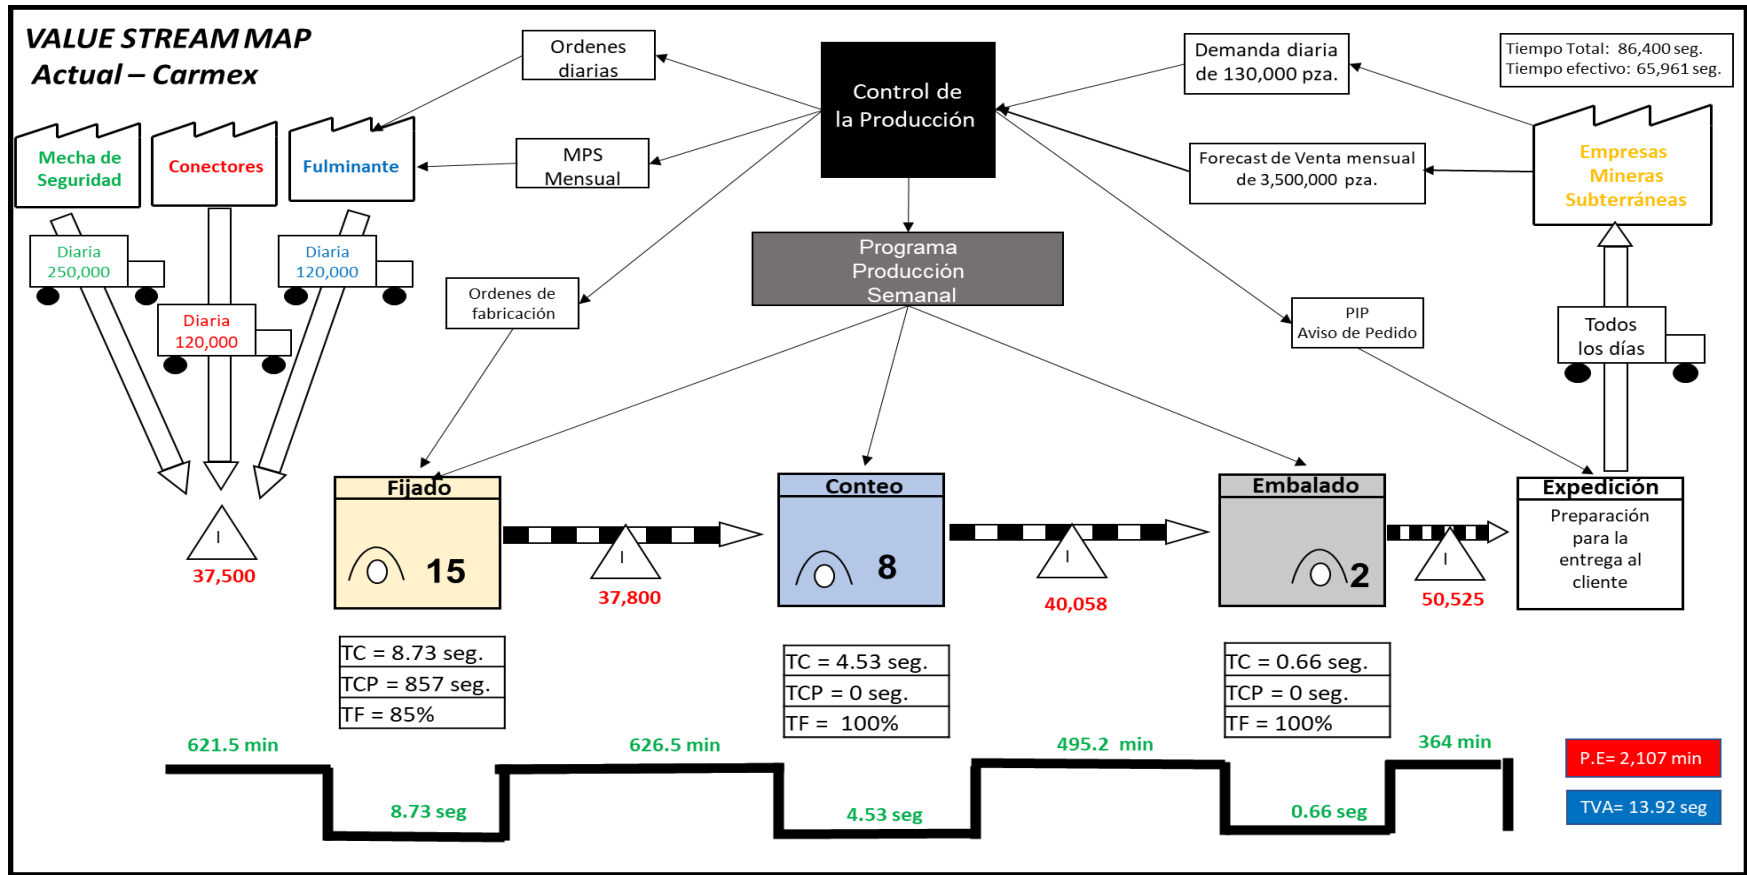 VALUE STREAM MAP
Actual – Carmex
Ordenes
diarias
Control de
la Producción
Demanda diaria
de 130,000 pza.
Tiempo Total: 86,400 seg.
Tiempo efectivo: 65,961 seg.
Mecha de
Seguridad
Conectores
Fulminante
MPS
Mensual
Forecast de Venta mensual
de 3,500,000 pza.
Empresas
Mineras
Subterráneas
Diaria
250,000
Diaria
120,000
Diaria
120,000
Programa
Producción
Semanal
Ordenes de
fabricación
PIP
Aviso de Pedido
Todos
los días
I
37,500
Fijado
15
I
37,800
Conteo
8
I
40,058
Embalado
2
I
50,525
Expedición
Preparación
para la
entrega al
cliente
TC = 8.73 seg.
TCP = 857 seg.
TF = 85%
TC = 4.53 seg.
TCP = 0 seg.
TF = 100%
TC = 0.66 seg.
TCP = 0 seg.
TF = 100%
621.5 min
626.5 min
495.2 min
364 min
8.73 seg
4.53 seg
0.66 seg
P.E= 2,107 min
TVA= 13.92 seg